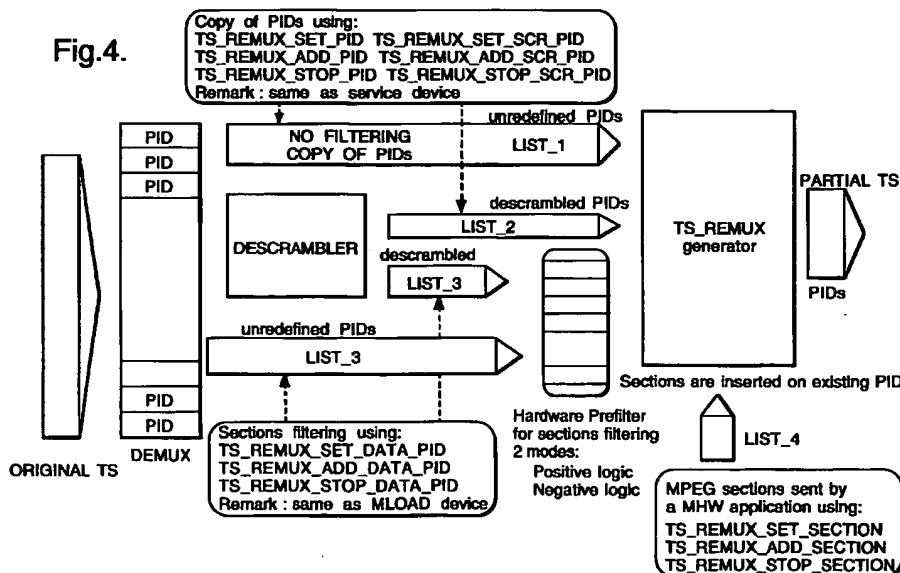 Fig.4.
Copy of PIDs using:
TS_REMUX_SET_PID TS_REMUX_SET_SCR_PID
TS_REMUX_ADD_PID TS_REMUX_ADD_SCR_PID
TS_REMUX_STOP_PID TS_REMUX_STOP_SCR_PID
Remark : same as service device
unredefined PIDs
NO FILTERING
COPY OF PIDs
LIST_1
PID
PID
PID
descrambled PIDs
LIST_2
DESCRAMBLER
descrambled
LIST_3
unredefined PIDs
LIST_3
TS_REMUX
generator
PARTIAL TS
PIDs
PID
PID
ORIGINAL TS
DEMUX
Sections filtering using:
TS_REMUX_SET_DATA_PID
TS_REMUX_ADD_DATA_PID
TS_REMUX_STOP_DATA_PID
Remark : same as MLOAD device
Hardware Prefilter
for sections filtering
2 modes:
Positive logic
Negative logic
Sections are inserted on existing PID
LIST_4
MPEG sections sent by
a MHW application using:
TS_REMUX_SET_SECTION
TS_REMUX_ADD_SECTION
TS_REMUX_STOP_SECTION